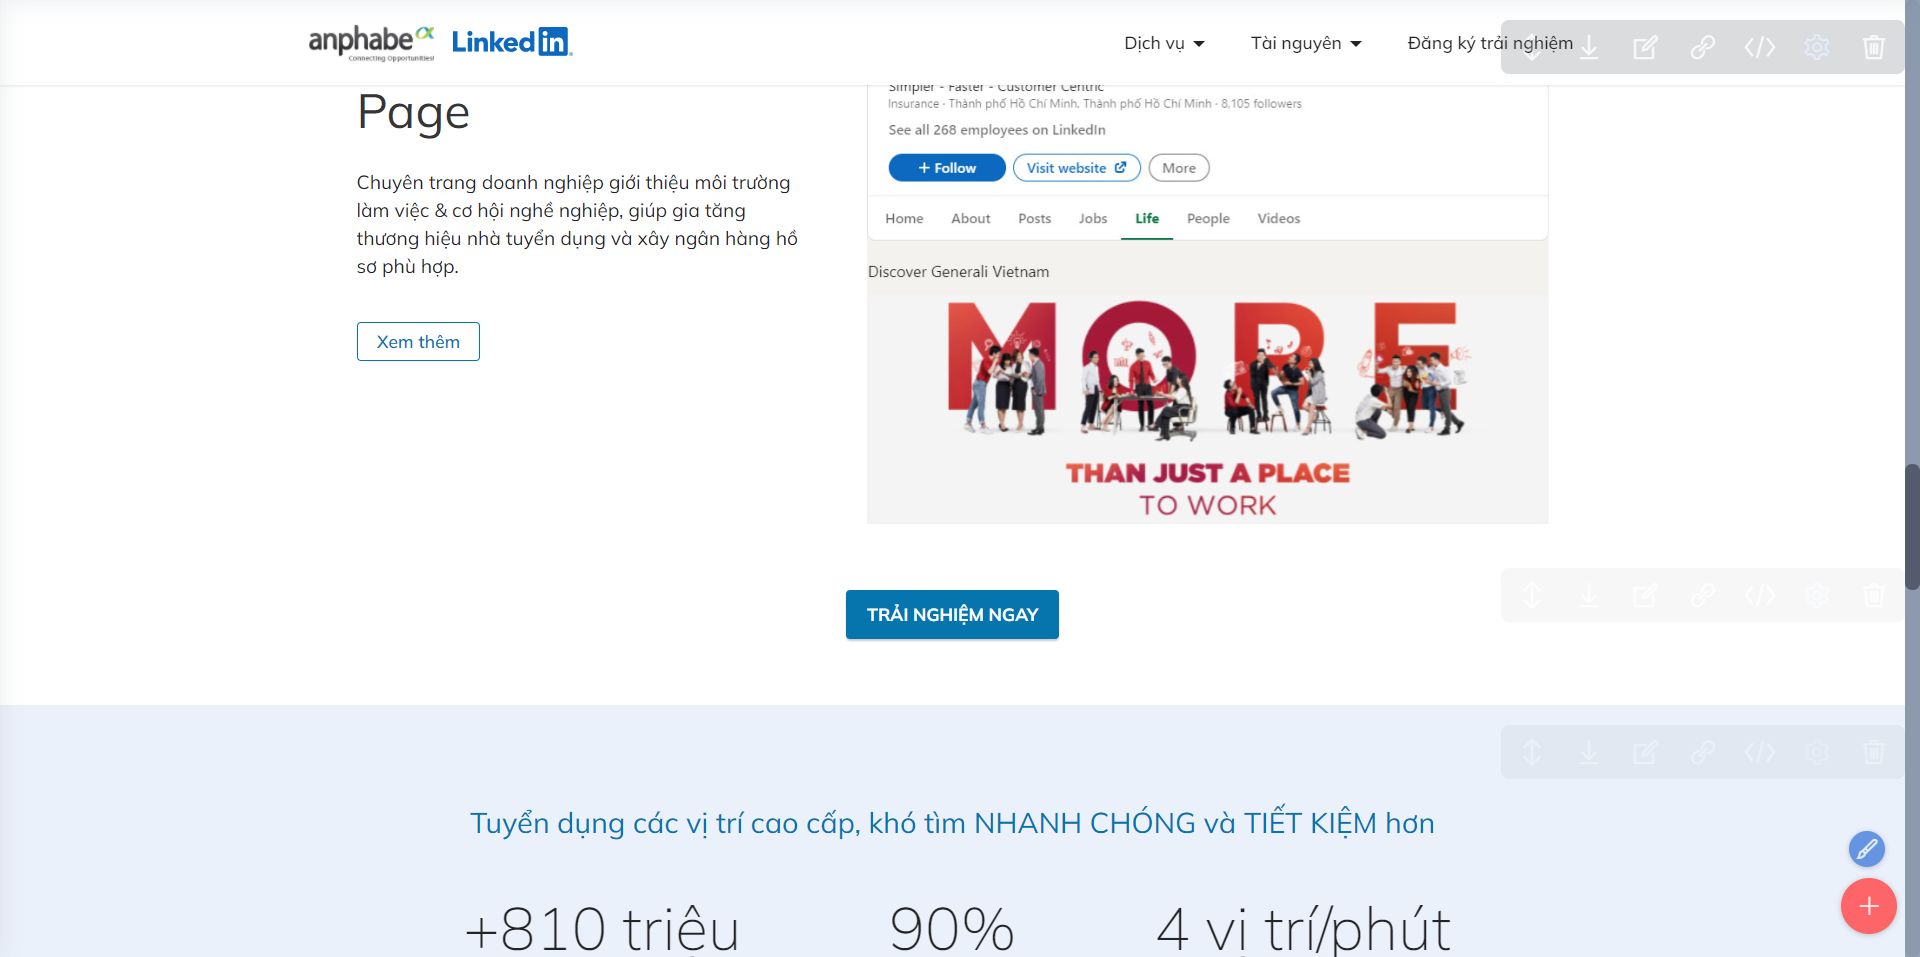 anphabe
Connecting Opportunities!
LinkedIn
Dịch vụ
Tài nguyên
Đăng ký trải nghiệm
Page
Chuyên trang doanh nghiệp giới thiệu môi trường
làm việc & cơ hội nghề nghiệp, giúp gia tăng
thương hiệu nhà tuyển dụng và xây ngân hàng hồ
sơ phù hợp.
Xem thêm
Simpler - Faster - Customer Centric
Insurance · Thành phố Hồ Chí Minh, Thành phố Hồ Chí Minh · 8,105 followers
See all 268 employees on LinkedIn
+ Follow
Visit website
More
Home About Posts Jobs Life People Videos
Discover Generali Vietnam
MORE
THAN JUST A PLACE
TO WORK
TRẢI NGHIỆM NGAY
Tuyển dụng các vị trí cao cấp, khó tìm NHANH CHÓNG và TIẾT KIỆM hơn
+810 triệu
90%
4 vị trí/phút